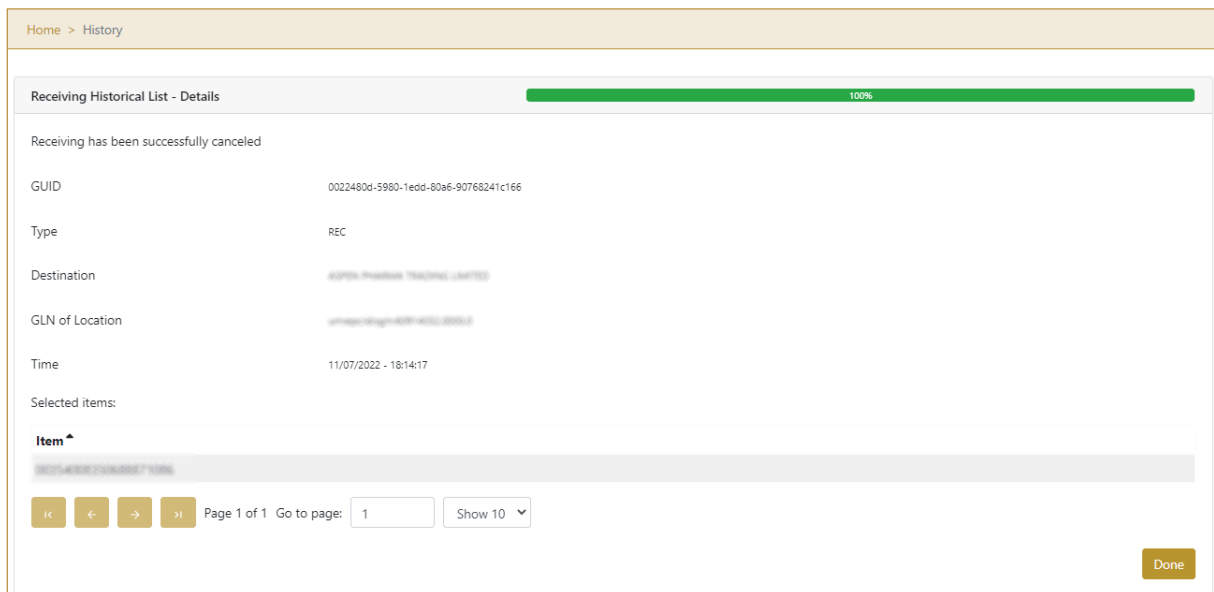 Home > History
Receiving Historical List - Details 100%
Receiving has been successfully canceled
GUID 0022480d-5980-1edd-80a6-90768241c166
Type REC
Destination
GLN of Location
Time 11/07/2022 - 18:14:17
Selected items:
Item
Page 1 of 1 Go to page: 1 Show 10
Done